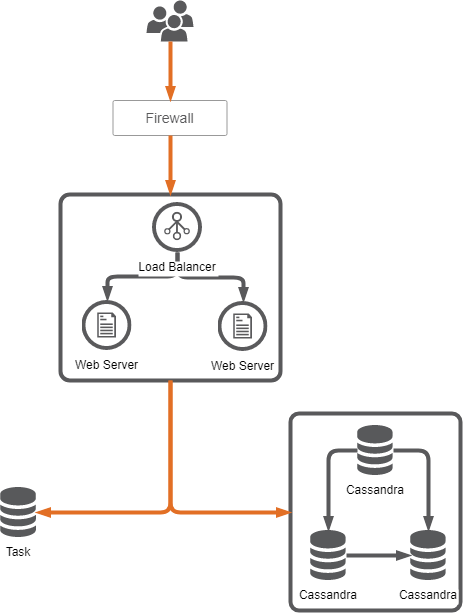 Firewall
Load Balancer
Web Server
Web Server
Cassandra
Task
Cassandra
Cassandra